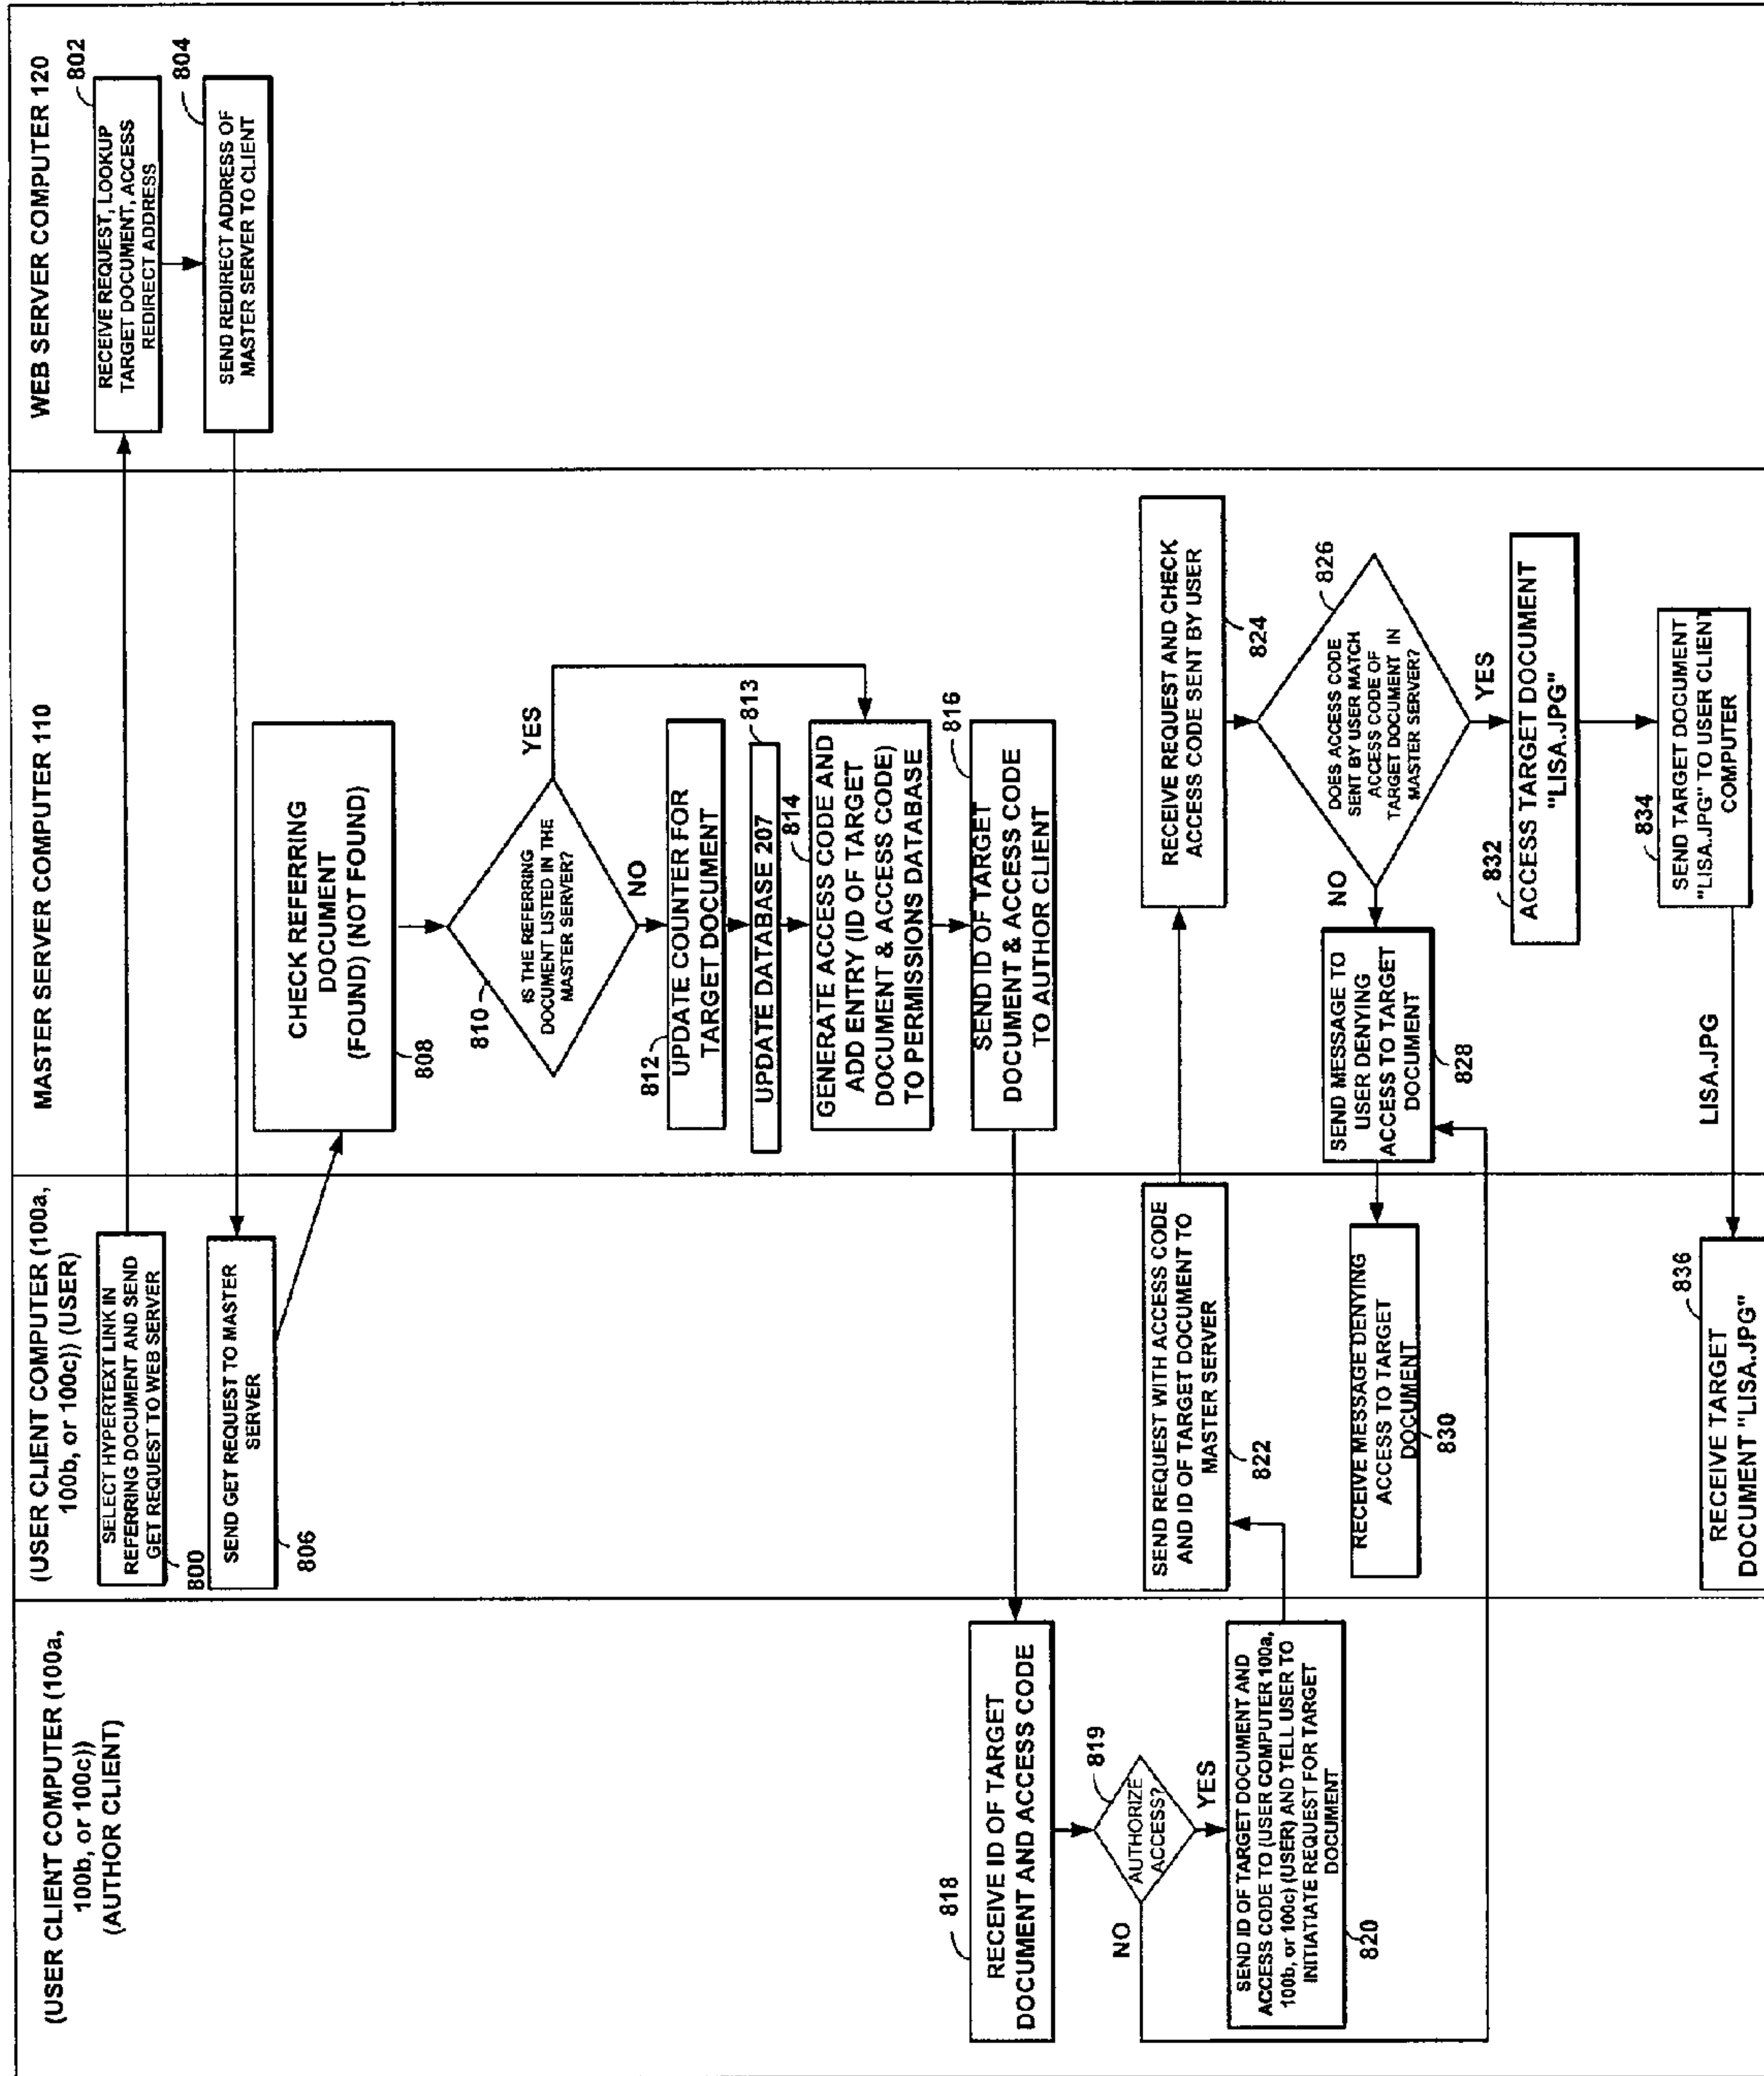 (USER CLIENT COMPUTER (100a,
100b, or 100c))
(AUTHOR CLIENT)
(USER CLIENT COMPUTER (100a,
100b, or 100c)) (USER)
MASTER SERVER COMPUTER 110
WEB SERVER COMPUTER 120
SELECT HYPERTEXT LINK IN
REFERRING DOCUMENT AND SEND
GET REQUEST TO WEB SERVER
800
802
RECEIVE REQUEST, LOOKUP
TARGET DOCUMENT, ACCESS
REDIRECT ADDRESS
804
SEND REDIRECT ADDRESS OF
MASTER SERVER TO CLIENT
SEND GET REQUEST TO MASTER
SERVER
806
CHECK REFERRING
DOCUMENT
(FOUND) (NOT FOUND)
808
810
IS THE REFERRING
DOCUMENT LISTED IN THE
MASTER SERVER?
YES
NO
812
UPDATE COUNTER FOR
TARGET DOCUMENT
813
UPDATE DATABASE 207
814
GENERATE ACCESS CODE AND
ADD ENTRY (ID OF TARGET
DOCUMENT & ACCESS CODE)
TO PERMISSIONS DATABASE
816
SEND ID OF TARGET
DOCUMENT & ACCESS CODE
TO AUTHOR CLIENT
818
RECEIVE ID OF TARGET
DOCUMENT AND ACCESS CODE
819
AUTHORIZE
ACCESS?
NO
YES
SEND ID OF TARGET DOCUMENT AND
ACCESS CODE TO (USER COMPUTER 100a,
100b, or 100c) (USER) AND TELL USER TO
INITIATIATE REQUEST FOR TARGET
DOCUMENT
820
SEND REQUEST WITH ACCESS CODE
AND ID OF TARGET DOCUMENT TO
MASTER SERVER
822
RECEIVE REQUEST AND CHECK
ACCESS CODE SENT BY USER
824
826
DOES ACCESS CODE
SENT BY USER MATCH
ACCESS CODE OF
TARGET DOCUMENT IN
MASTER SERVER?
NO
YES
SEND MESSAGE TO
USER DENYING
ACCESS TO TARGET
DOCUMENT
828
RECEIVE MESSAGE DENYING
ACCESS TO TARGET
DOCUMENT
830
832
ACCESS TARGET DOCUMENT
"LISA.JPG"
834
SEND TARGET DOCUMENT
"LISA.JPG" TO USER CLIENT
COMPUTER
LISA.JPG
836
RECEIVE TARGET
DOCUMENT "LISA.JPG"